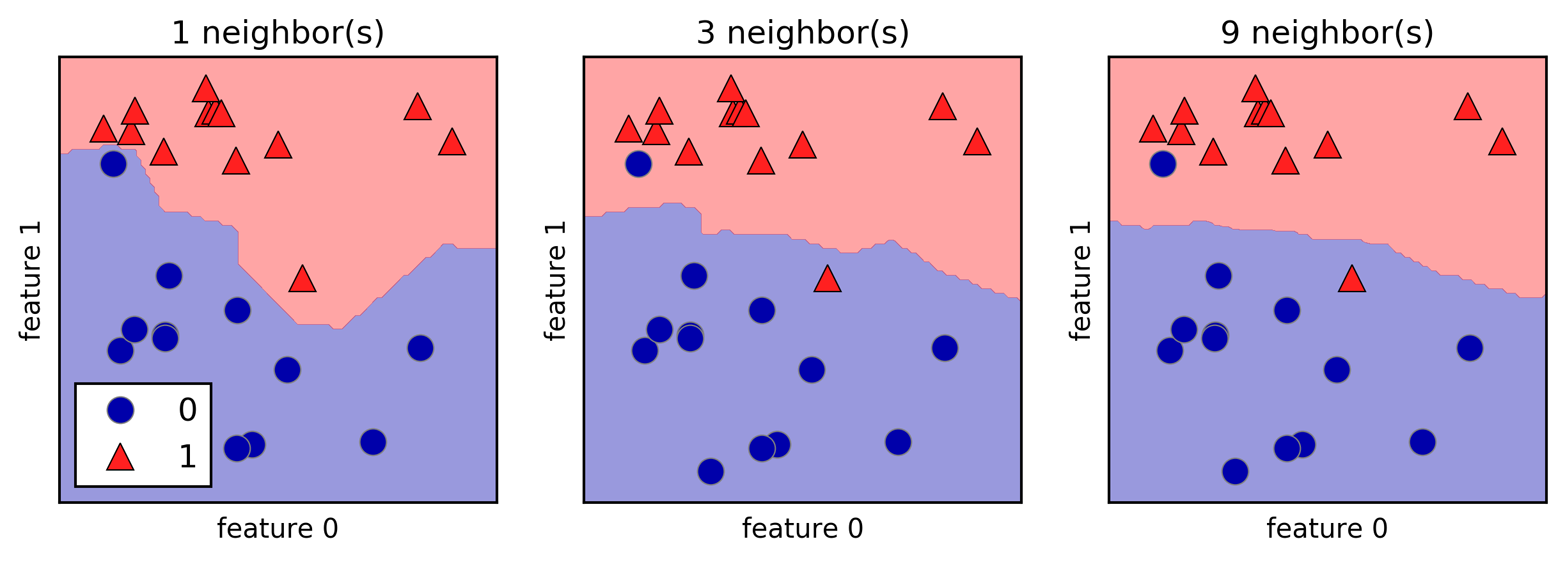 1 neighbor(s)
3 neighbor(s)
9 neighbor(s)
feature 1
feature 1
feature 1
0
1
feature 0
feature 0
feature 0